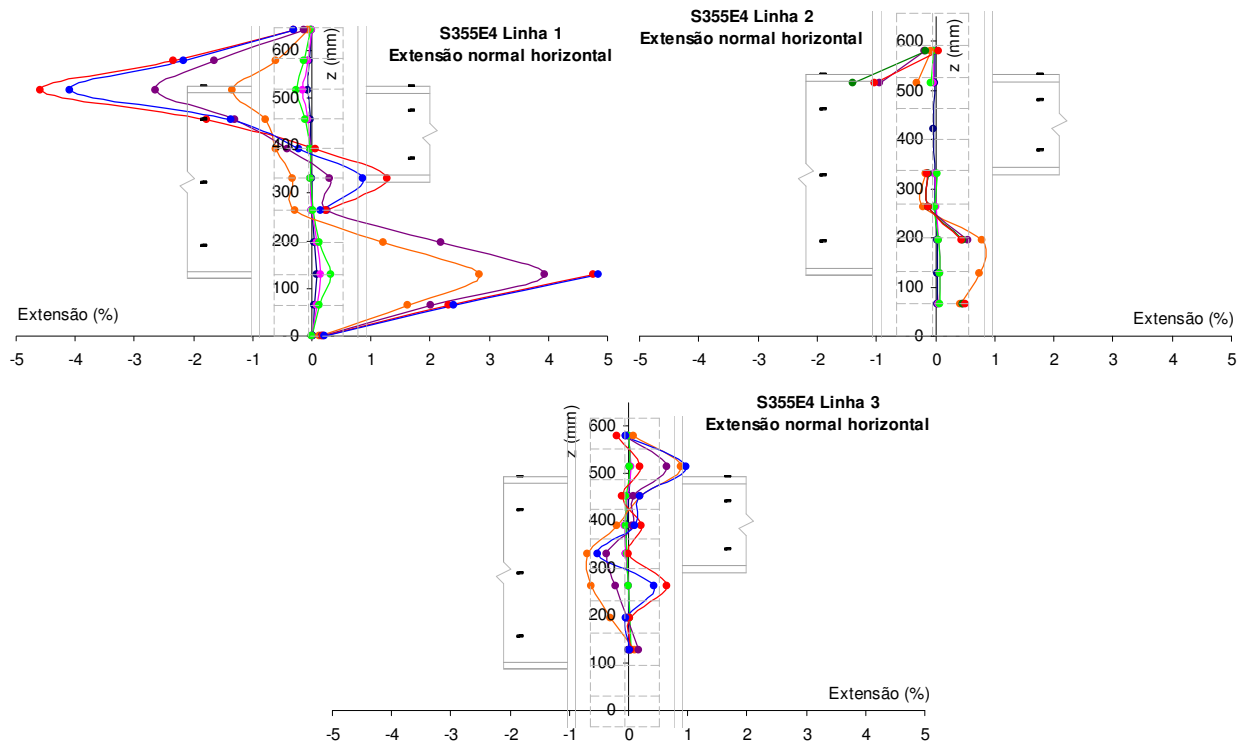 S355E4 Linha 1
Extensão normal horizontal
z (mm)
600
500
400
300
200
100
0
Extensão (%)
-5 -4 -3 -2 -1 0 1 2 3 4 5
S355E4 Linha 2
Extensão normal horizontal
z (mm)
600
500
400
300
200
100
0
Extensão (%)
-5 -4 -3 -2 -1 0 1 2 3 4 5
S355E4 Linha 3
Extensão normal horizontal
z (mm)
600
500
400
300
200
100
0
Extensão (%)
-5 -4 -3 -2 -1 0 1 2 3 4 5